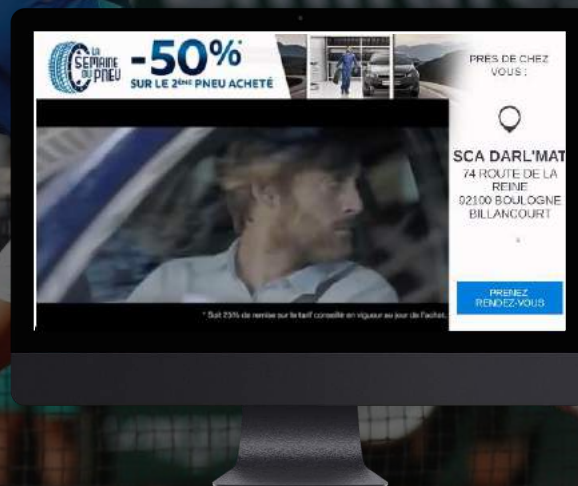 LA
SEMAINE
DU PNEU
-50%*
SUR LE 2ÈME PNEU ACHETÉ
PRÈS DE CHEZ
VOUS :
SCA DARL'MAT
74 ROUTE DE LA
REINE
92100 BOULOGNE
BILLANCOURT
PRENEZ
RENDEZ-VOUS
* Soit 25% de remise sur le tarif conseillé en vigueur au jour de l'achat.